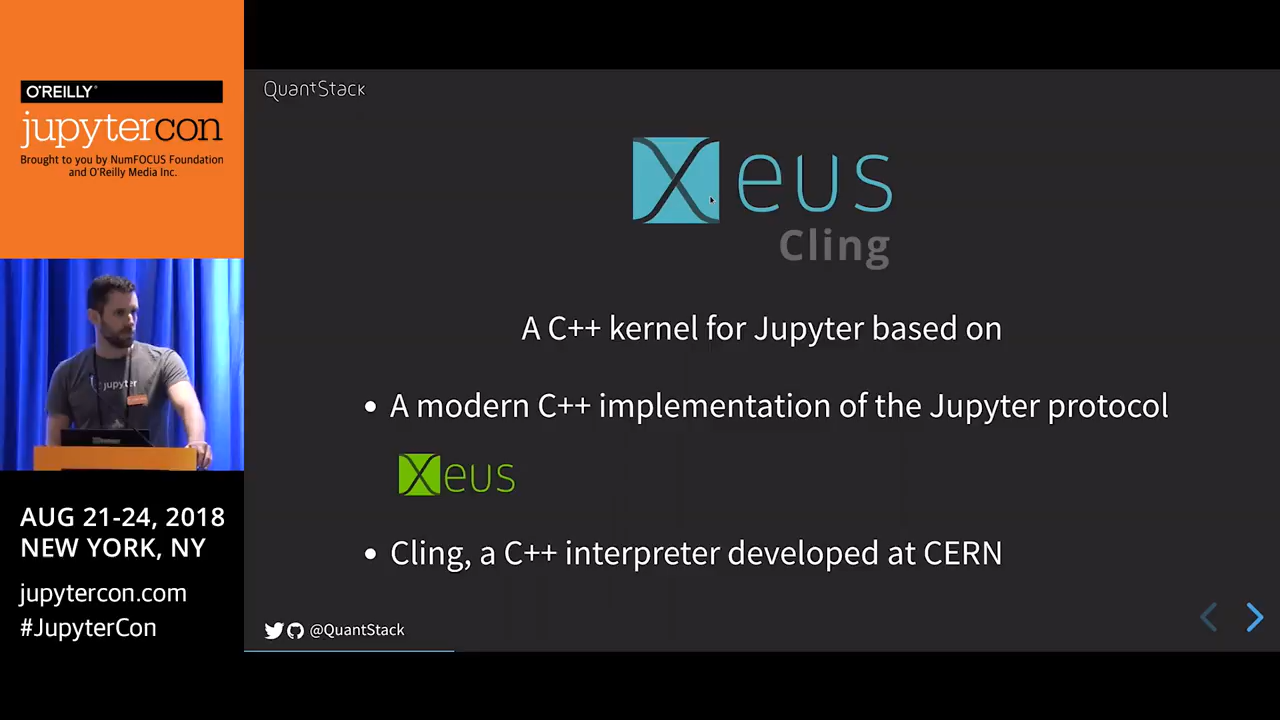 O'REILLY®
jupytercon
Brought to you by NumFOCUS Foundation
and O'Reilly Media Inc.
jupyter
AUG 21-24, 2018
NEW YORK, NY
jupytercon.com
#JupyterCon
QuantStack
Xeus
Cling
A C++ kernel for Jupyter based on
• A modern C++ implementation of the Jupyter protocol
Xeus
• Cling, a C++ interpreter developed at CERN
@QuantStack